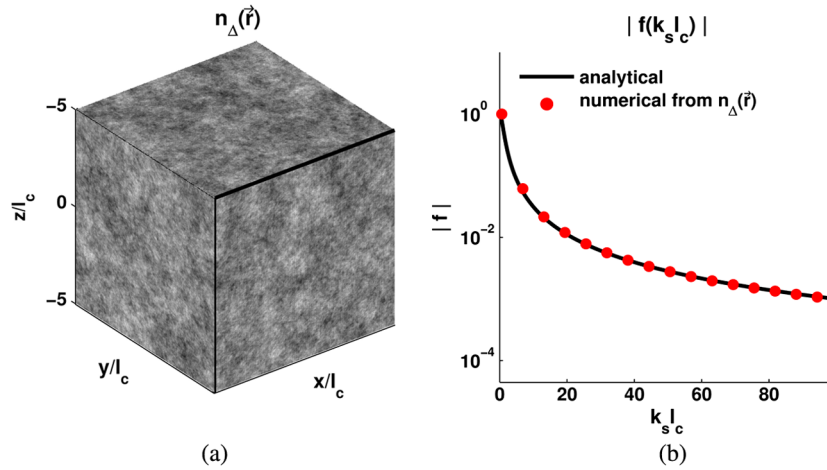 n_Δ(r⃗)
−5
0
−5
z/l_c
y/l_c
x/l_c
(a)
| f(k_s l_c) |
analytical
numerical from n_Δ(r⃗)
10^0
10^−2
10^−4
| f |
0 20 40 60 80
k_s l_c
(b)